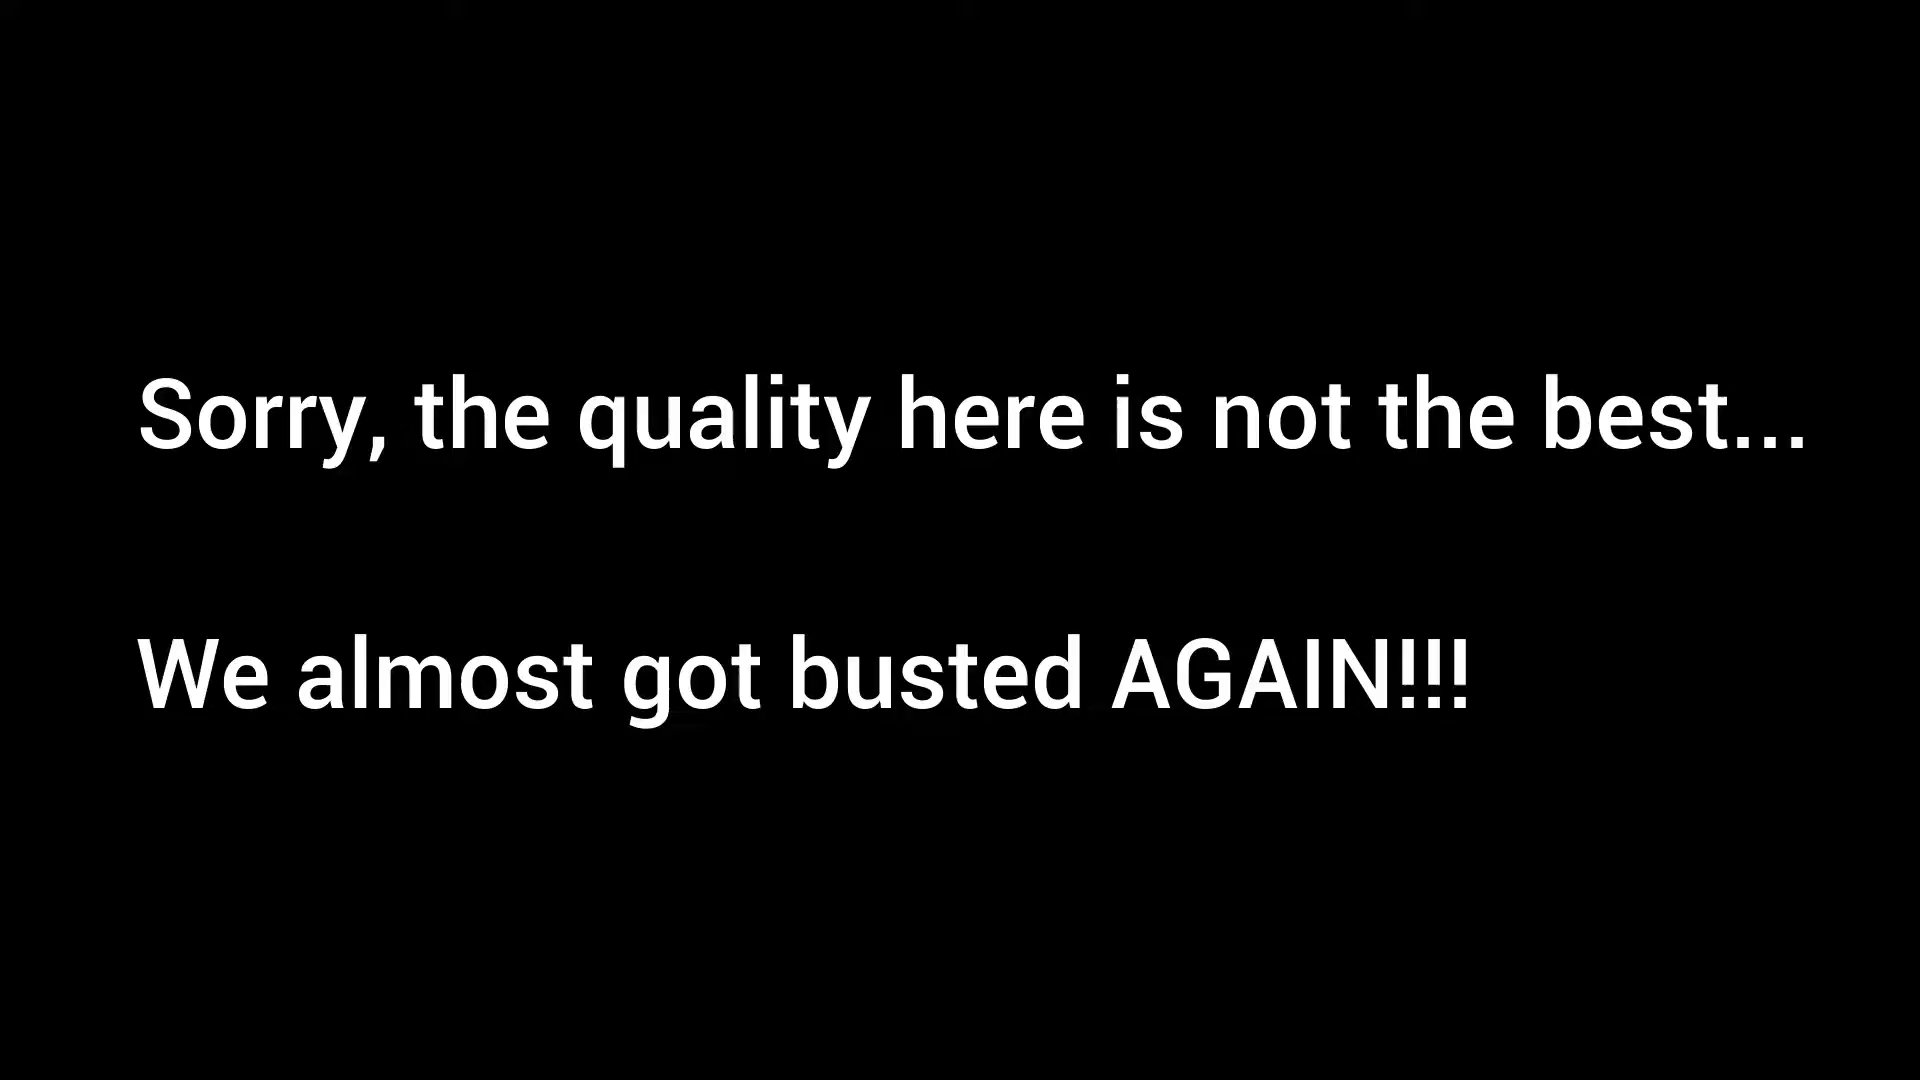 Sorry, the quality here is not the best...
We almost got busted AGAIN!!!